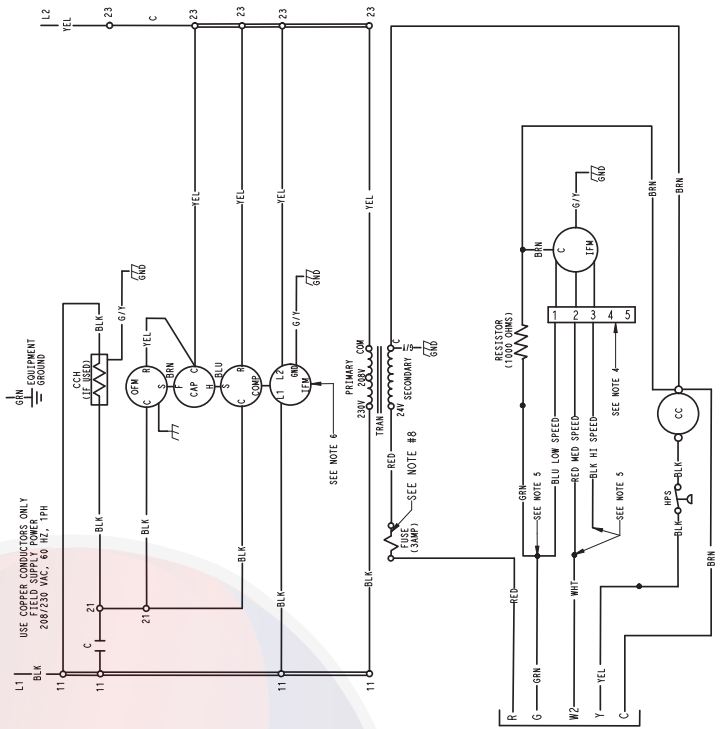 L1
BLK
USE COPPER CONDUCTORS ONLY
FIELD SUPPLY POWER
208/230 VAC, 60 HZ, 1PH
GRN
EQUIPMENT
GROUND
L2
YEL
11
23
C
11
C
21
BLK
CCH
(IF USED)
BLK
G/Y
GND
21
BLK
C
OFM
R
S
YEL
BRN
F
CAP
C
H
YEL
23
BLU
BLK
C
S
COMP
R
YEL
11
BLK
L1
L2
IFM
GND
YEL
23
G/Y
GND
SEE NOTE 6
11
BLK
PRIMARY
230V
208V
COM
YEL
23
TRAN
24V
SECONDARY
C
GND
RED
SEE NOTE #8
FUSE
(3AMP)
R
RED
G
GRN
SEE NOTE 5
GRN
RESISTOR
(1000 OHMS)
BRN
C
IFM
G/Y
GND
BLU LOW SPEED
1
W2
WHT
RED MED SPEED
2
BLK HI SPEED
3
4
5
SEE NOTE 5
SEE NOTE 4
Y
YEL
BLK
HPS
BLK
CC
BRN
BRN
C
BRN